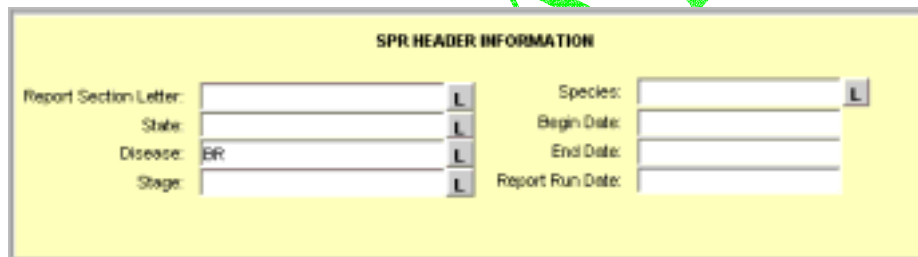 SPR HEADER INFORMATION
Report Section Letter: L Species: L
State: L Begin Date:
Disease: BR L End Date:
Stage: L Report Run Date: